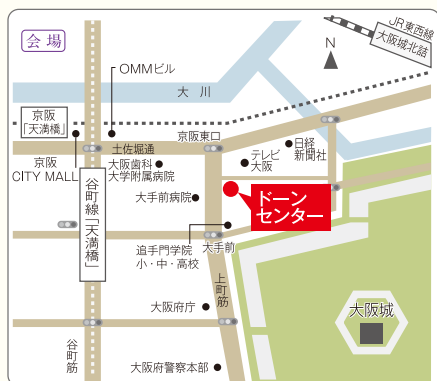 会場
JR東西線
大阪城北詰
N
OMMビル
大川
京阪
「天満橋」
京阪東口
土佐堀通
日経
新聞社
テレビ
大阪
京阪
CITY MALL
大阪歯科
大学附属病院
谷町線「天満橋」
大手前病院
ドーン
センター
追手門学院
小・中・高校
大手前
上町筋
大阪府庁
大阪城
谷町筋
大阪府警察本部